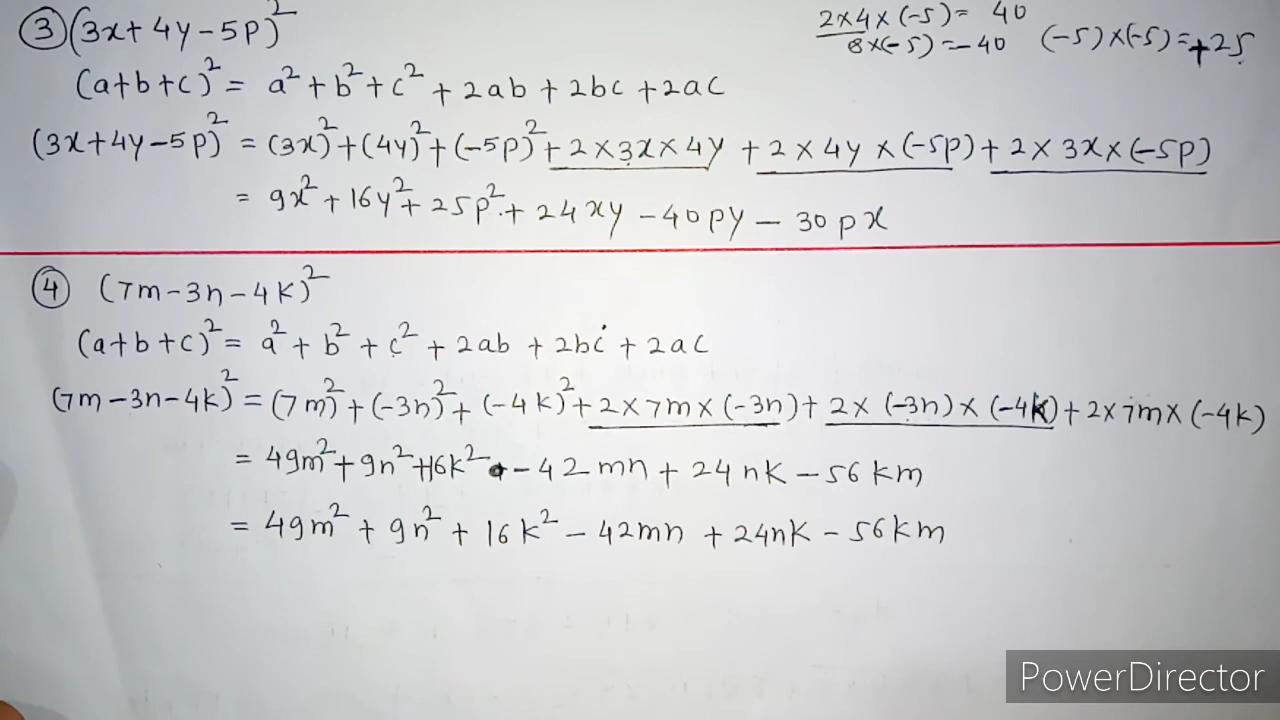 ③ (3x+4y-5p)²
2×4×(-5)= 40
8×(-5)=-40 (-5)×(-5)=+25
(a+b+c)² = a²+b²+c²+2ab+2bc+2ac
(3x+4y-5p)² = (3x)²+(4y)²+(-5p)²+2×3x×4y+2×4y×(-5p)+2×3x×(-5p)
= 9x²+16y²+25p²+24xy-40py-30px
④ (7m-3n-4k)²
(a+b+c)² = a²+b²+c²+2ab+2bc+2ac
(7m-3n-4k)² = (7m)²+(-3n)²+(-4k)²+2×7m×(-3n)+2×(-3n)×(-4k)+2×7m×(-4k)
= 49m²+9n²+16k²-42mn+24nk-56km
= 49m²+9n²+16k²-42mn+24nk-56km
PowerDirector